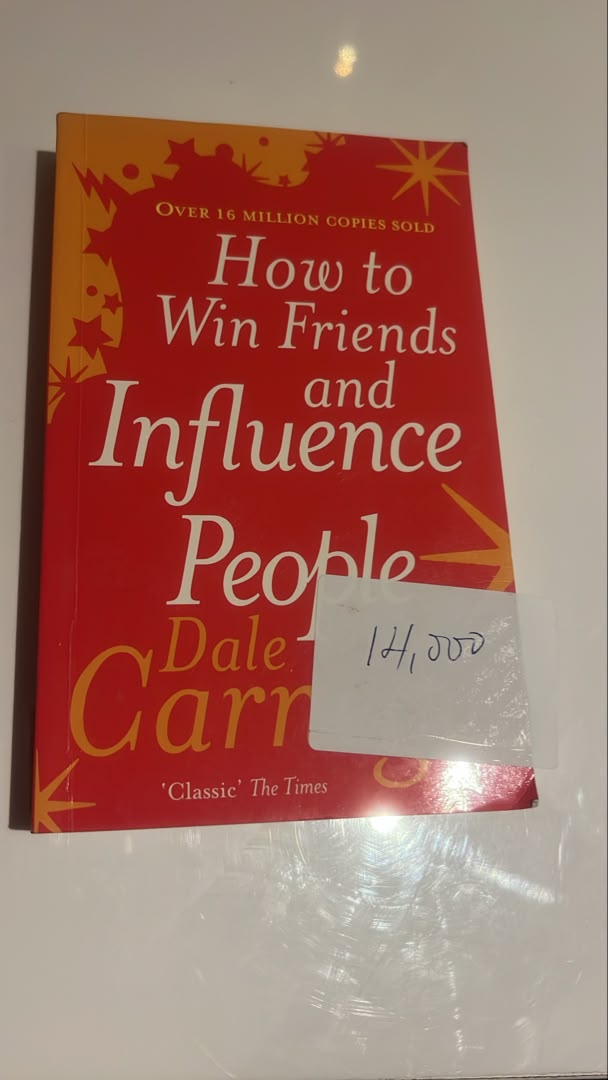 OVER 16 MILLION COPIES SOLD
How to
Win Friends
and
Influence
People
Dale
14,000
'Classic' The Times